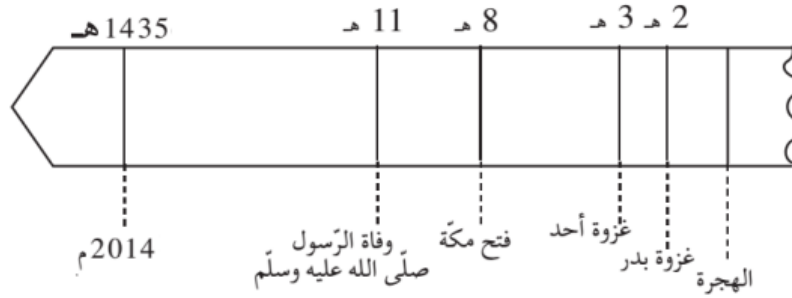 2 هـ
3 هـ
8 هـ
11 هـ
1435هـ
الهجرة
غزوة بدر
غزوة أحد
فتح مكّة
وفاة الرّسول
صلّى الله عليه وسلّم
2014م